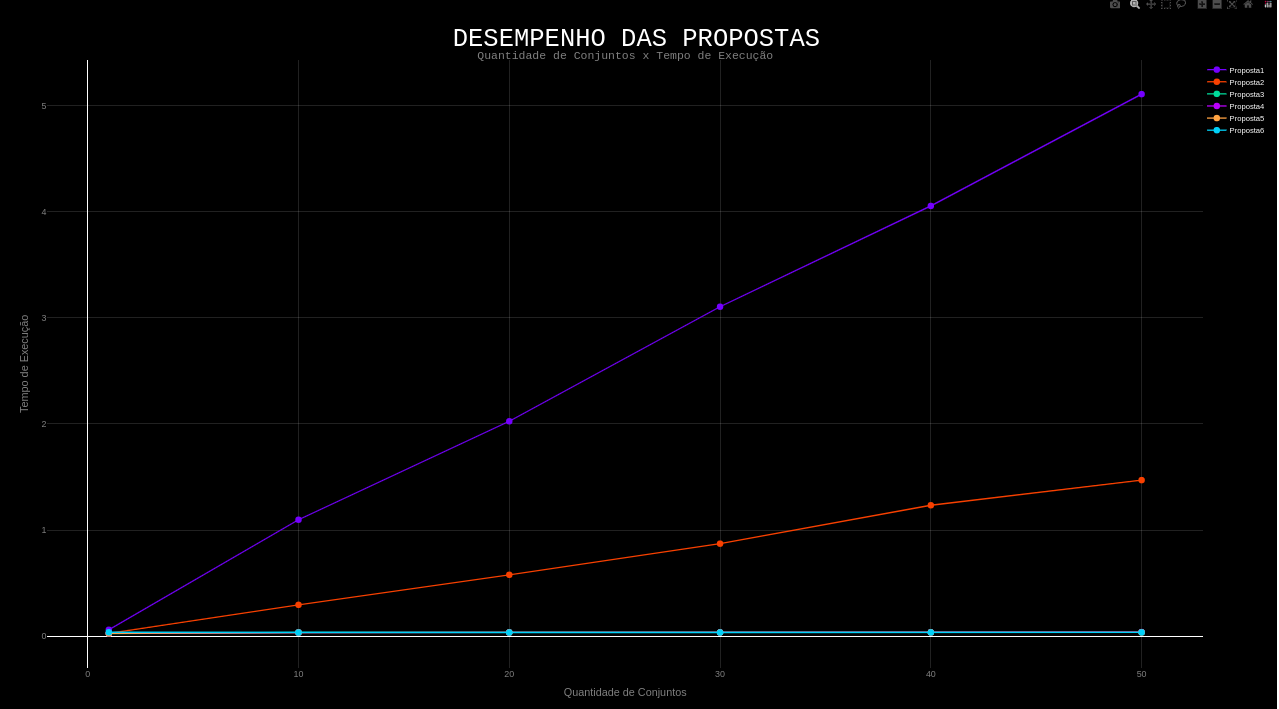 DESEMPENHO DAS PROPOSTAS
Quantidade de Conjuntos x Tempo de Execução
Proposta1
Proposta2
Proposta3
Proposta4
Proposta5
Proposta6
5
4
3
2
1
0
Tempo de Execução
0 10 20 30 40 50
Quantidade de Conjuntos